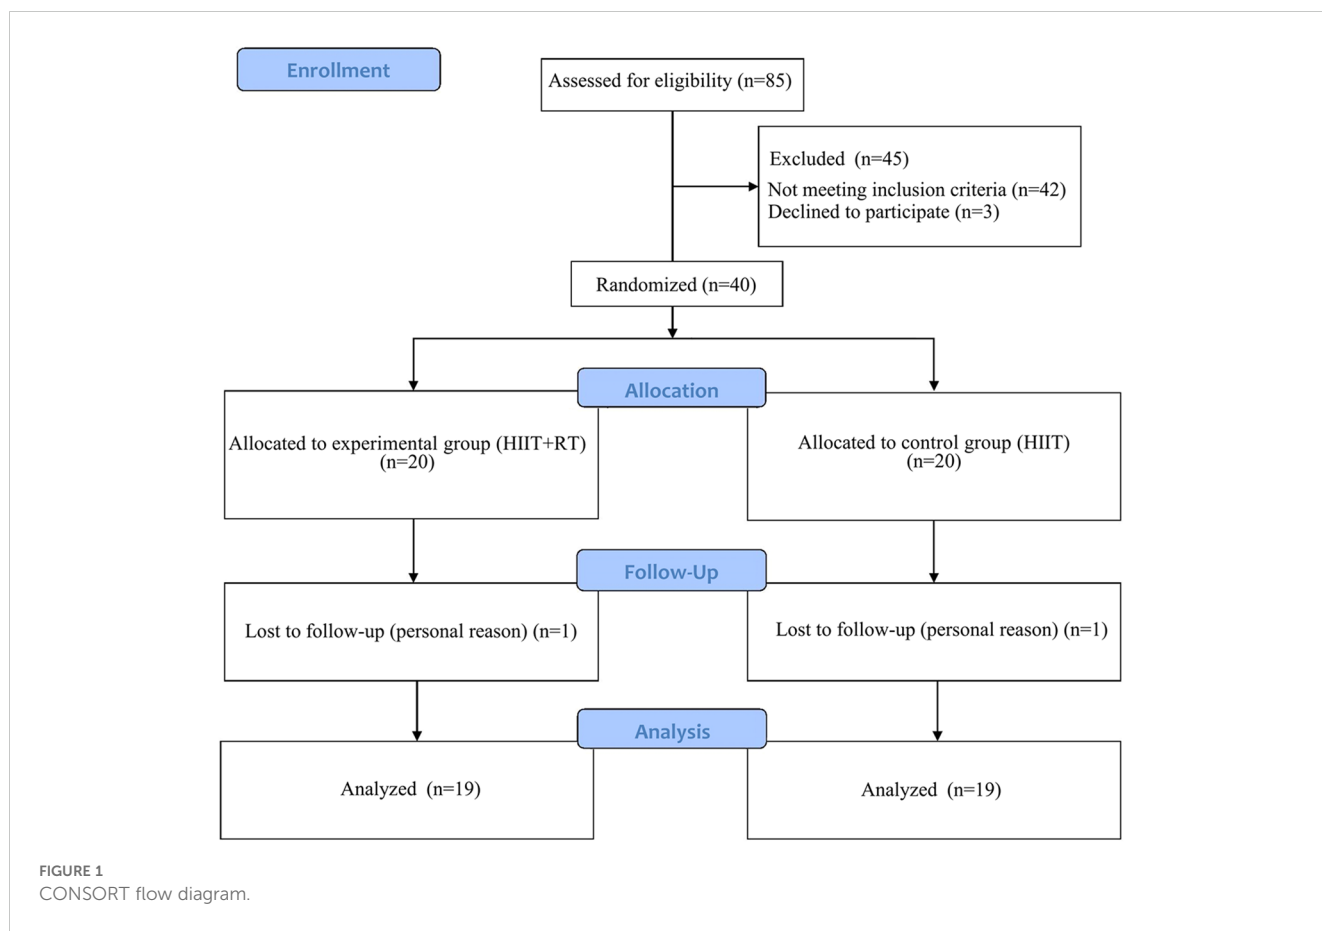 Enrollment
Assessed for eligibility (n=85)
Excluded (n=45)
Not meeting inclusion criteria (n=42)
Declined to participate (n=3)
Randomized (n=40)
Allocation
Allocated to experimental group (HIIT+RT)
(n=20)
Allocated to control group (HIIT)
(n=20)
Follow-Up
Lost to follow-up (personal reason) (n=1)
Lost to follow-up (personal reason) (n=1)
Analysis
Analyzed (n=19)
Analyzed (n=19)
FIGURE 1
CONSORT flow diagram.